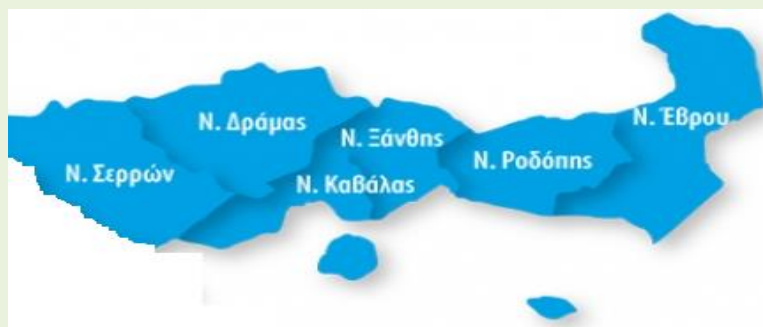 Ν. Δράμας
Ν. Ξάνθης
Ν. Έβρου
Ν. Σερρών
Ν. Καβάλας
Ν. Ροδόπης